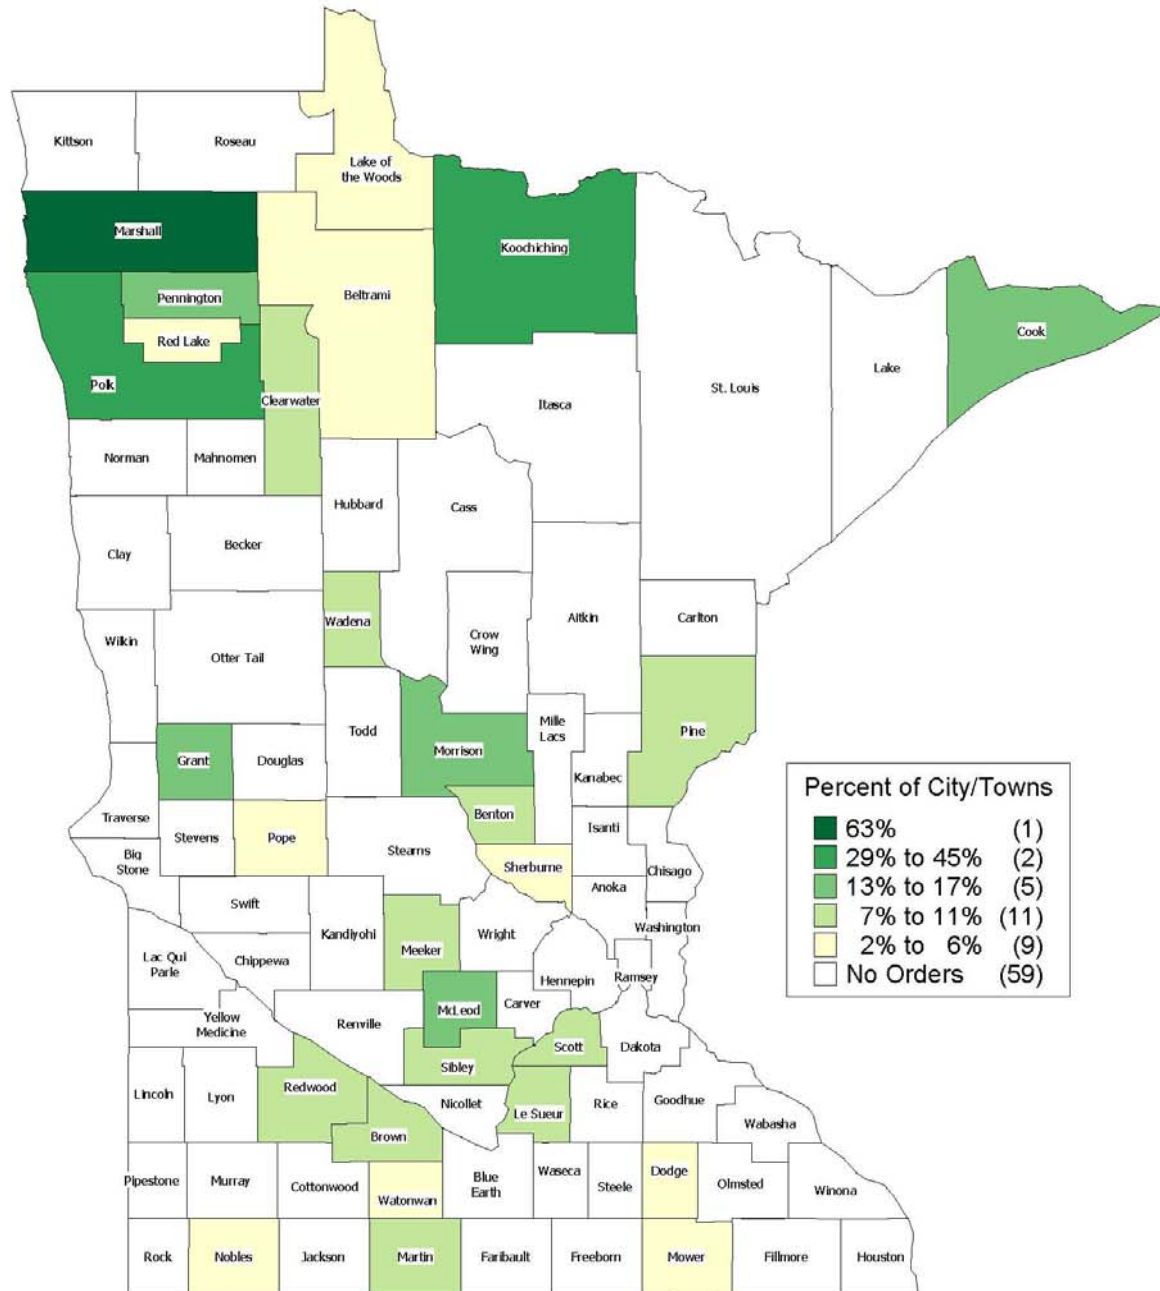 Kittson
Roseau
Lake of
the Woods
Marshall
Koochiching
Pennington
Beltrami
Cook
Red Lake
Polk
Clearwater
Itasca
St. Louis
Lake
Norman
Mahnomen
Hubbard
Cass
Clay
Becker
Wadena
Aitkin
Carlton
Wilkin
Otter Tail
Crow
Wing
Todd
Mille
Lacs
Pine
Morrison
Grant
Douglas
Kanabec
Traverse
Stevens
Pope
Benton
Isanti
Big
Stone
Stearns
Sherburne
Chisago
Anoka
Swift
Kandiyohi
Meeker
Wright
Washington
Lac Qui
Parle
Chippewa
Hennepin
Ramsey
Yellow
Medicine
Renville
McLeod
Carver
Scott
Dakota
Sibley
Lincoln
Lyon
Redwood
Nicollet
Le Sueur
Rice
Goodhue
Wabasha
Brown
Pipestone
Murray
Cottonwood
Watonwan
Blue
Earth
Waseca
Steele
Dodge
Olmsted
Winona
Rock
Nobles
Jackson
Martin
Faribault
Freeborn
Mower
Fillmore
Houston
Percent of City/Towns
63% (1)
29% to 45% (2)
13% to 17% (5)
7% to 11% (11)
2% to 6% (9)
No Orders (59)